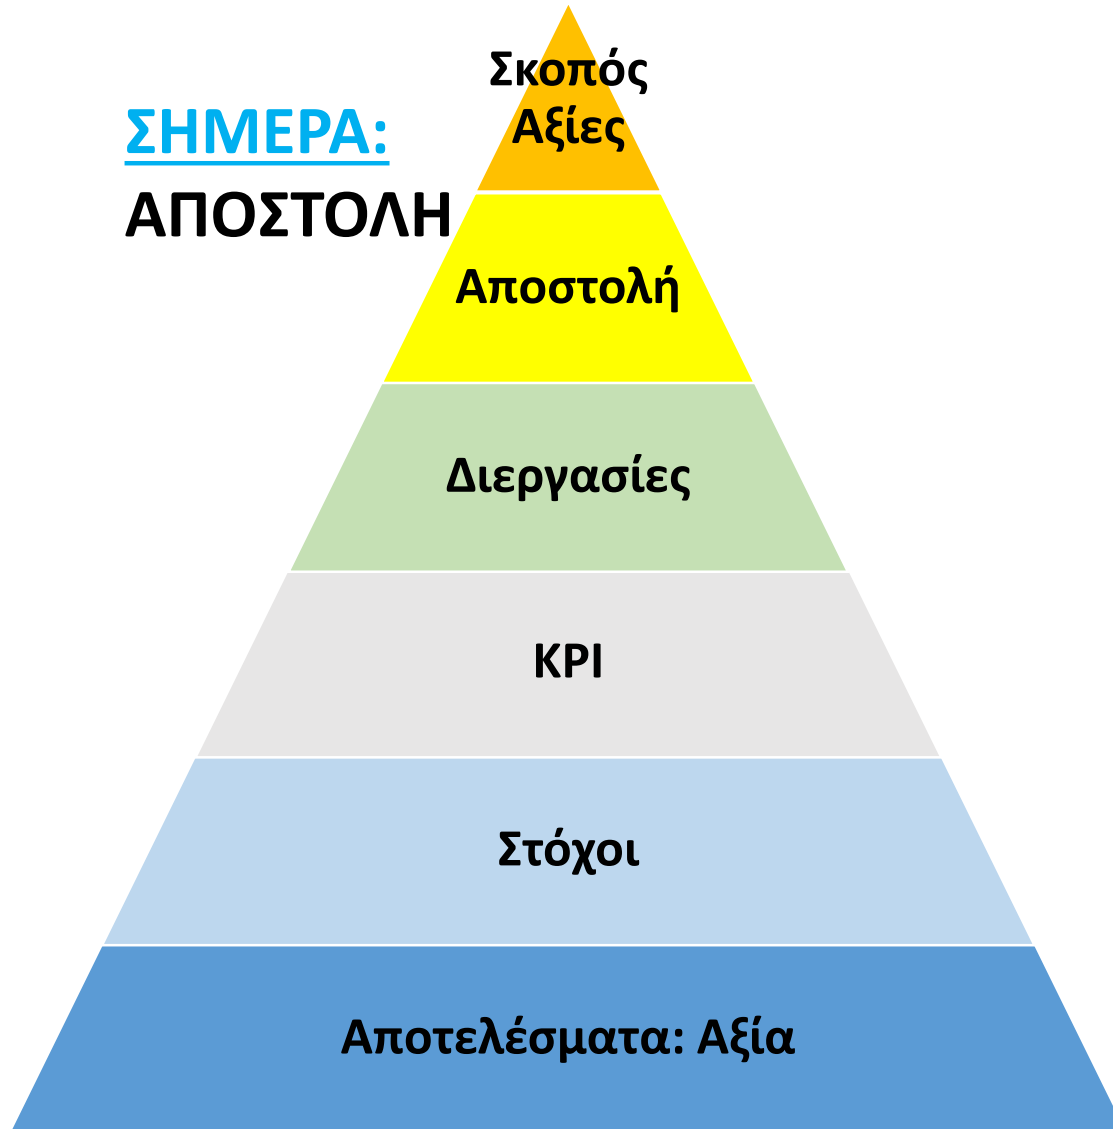 ΣΗΜΕΡΑ:
ΑΠΟΣΤΟΛΗ
Σκοπός
Αξίες
Αποστολή
Διεργασίες
KPI
Στόχοι
Αποτελέσματα: Αξία